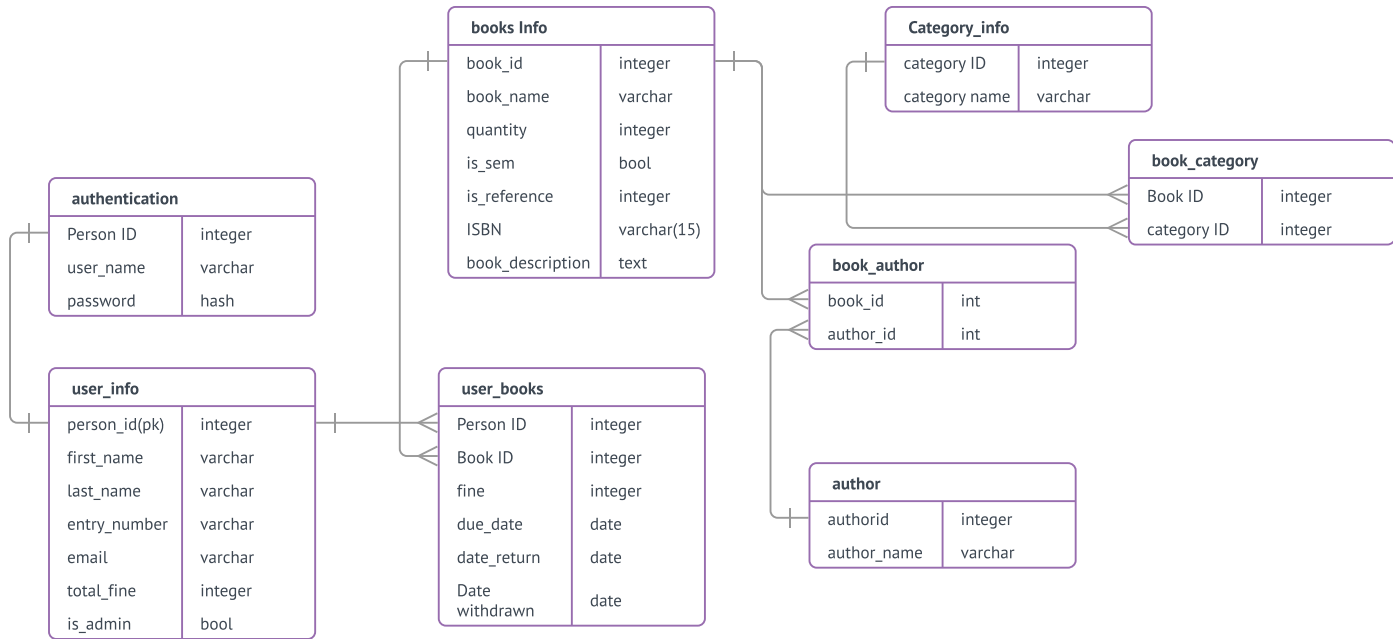 books Info
book_id integer
book_name varchar
quantity integer
is_sem bool
is_reference integer
ISBN varchar(15)
book_description text
Category_info
category ID integer
category name varchar
book_category
Book ID integer
category ID integer
authentication
Person ID integer
user_name varchar
password hash
book_author
book_id int
author_id int
user_info
person_id(pk) integer
first_name varchar
last_name varchar
entry_number varchar
email varchar
total_fine integer
is_admin bool
user_books
Person ID integer
Book ID integer
fine integer
due_date date
date_return date
Date
withdrawn date
author
authorid integer
author_name varchar